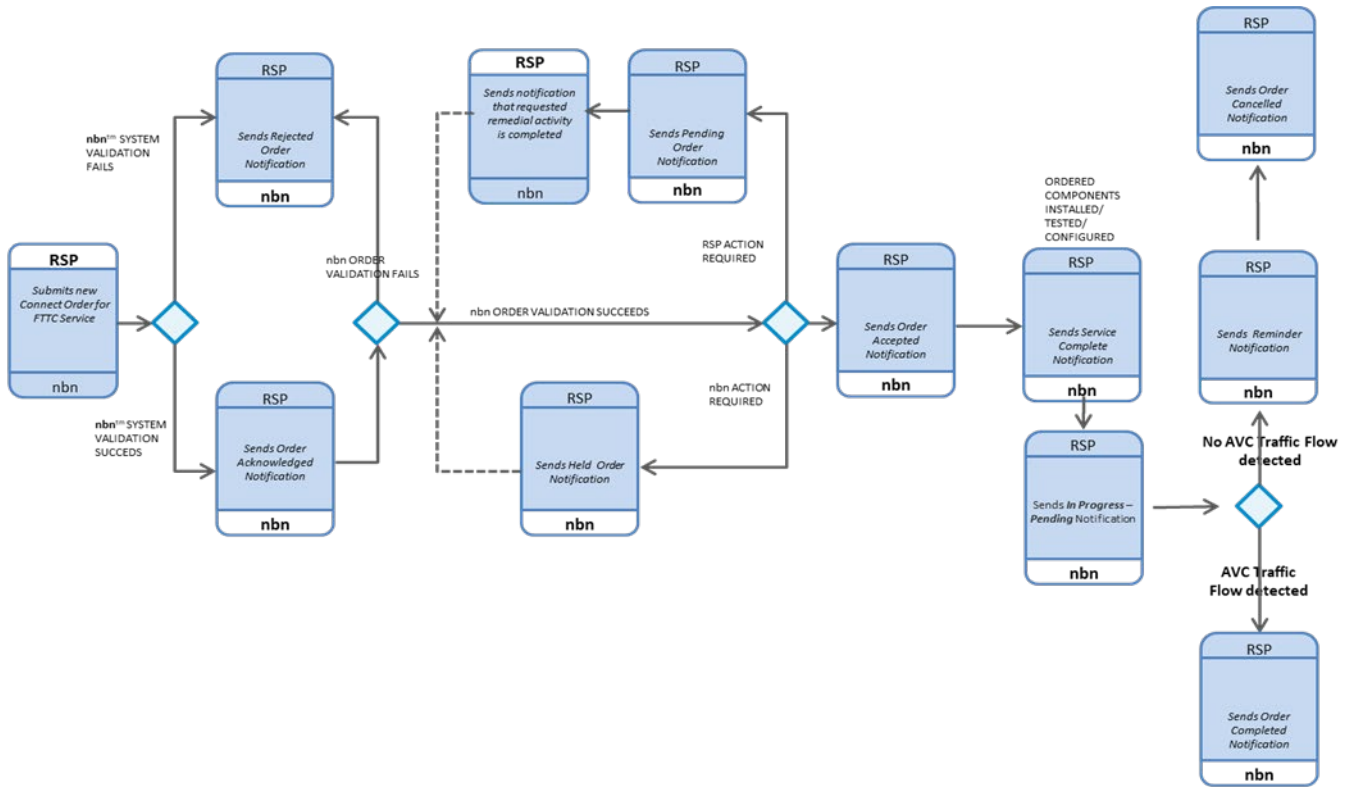 RSP
Submits new
Connect Order for
FTTC Service
nbn
nbn™ SYSTEM
VALIDATION
FAILS
nbn™ SYSTEM
VALIDATION
SUCCEDS
RSP
Sends Rejected
Order
Notification
nbn
RSP
Sends Order
Acknowledged
Notification
nbn
nbn ORDER
VALIDATION FAILS
nbn ORDER VALIDATION SUCCEEDS
RSP
Sends notification
that requested
remedial activity
is completed
nbn
RSP
Sends Pending
Order
Notification
nbn
RSP
Sends Held Order
Notification
nbn
RSP ACTION
REQUIRED
nbn ACTION
REQUIRED
RSP
Sends Order
Accepted
Notification
nbn
ORDERED
COMPONENTS
INSTALLED/
TESTED/
CONFIGURED
RSP
Sends Service
Complete
Notification
nbn
RSP
Sends In Progress –
Pending Notification
nbn
RSP
Sends Order
Cancelled
Notification
nbn
RSP
Sends Reminder
Notification
nbn
No AVC Traffic Flow
detected
AVC Traffic
Flow detected
RSP
Sends Order
Completed
Notification
nbn